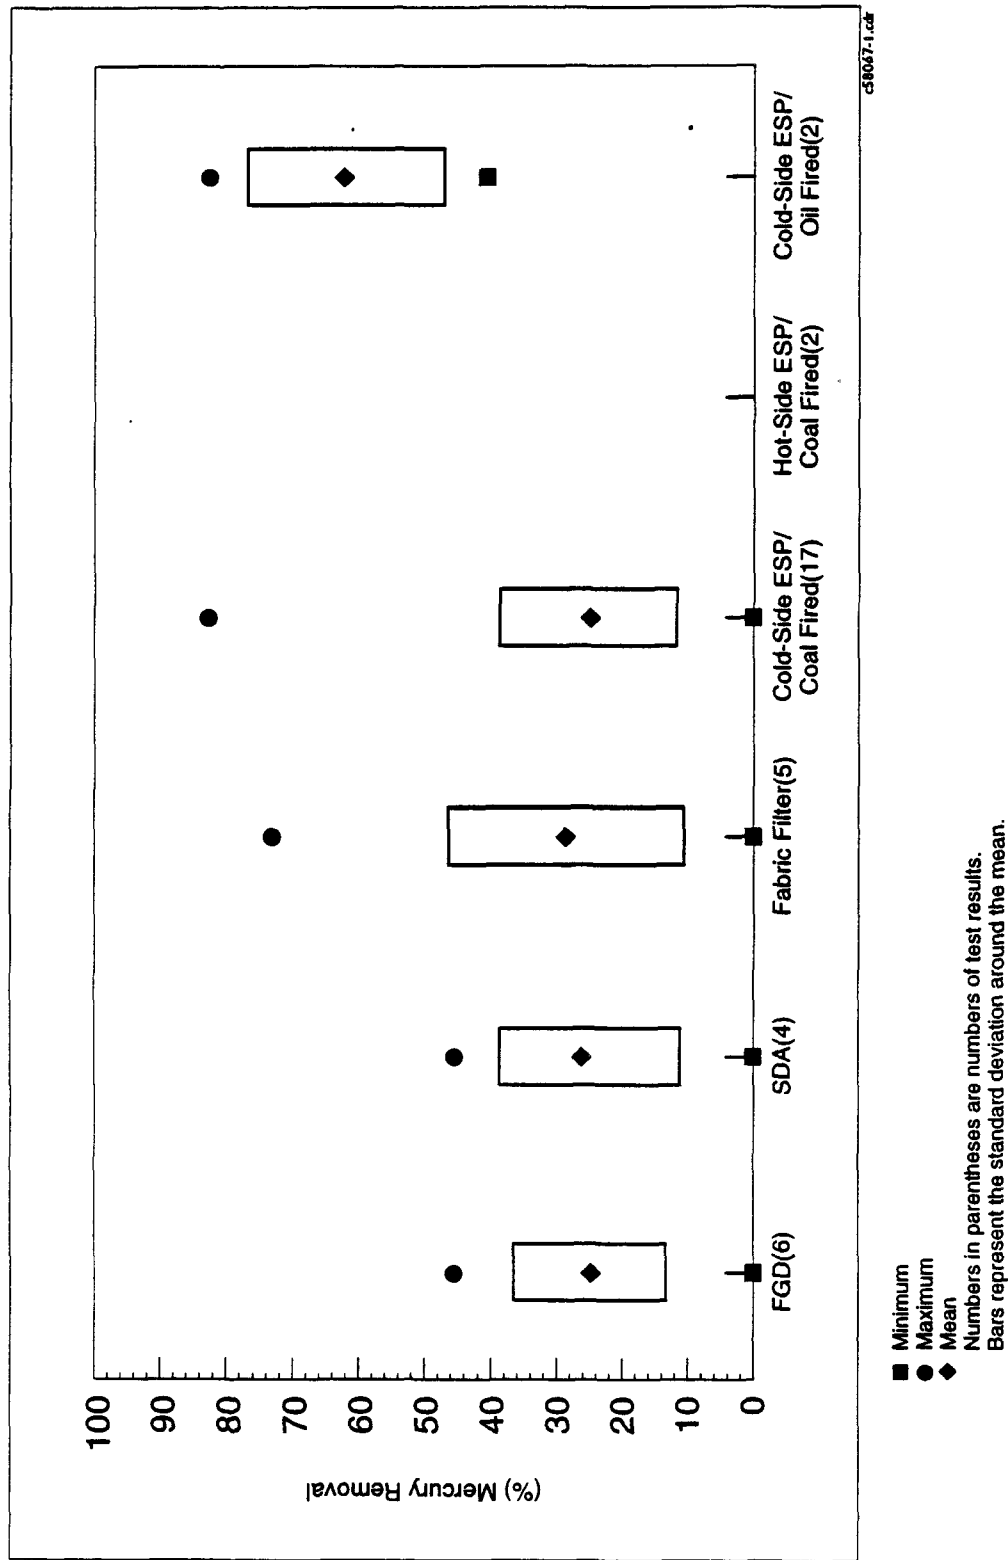 (%) Mercury Removal
100
90
80
70
60
50
40
30
20
10
0
FGD(6)
SDA(4)
Fabric Filter(5)
Cold-Side ESP/
Coal Fired(17)
Hot-Side ESP/
Coal Fired(2)
Cold-Side ESP/
Oil Fired(2)
c58067-1.cdr
Minimum
Maximum
Mean
Numbers in parentheses are numbers of test results.
Bars represent the standard deviation around the mean.